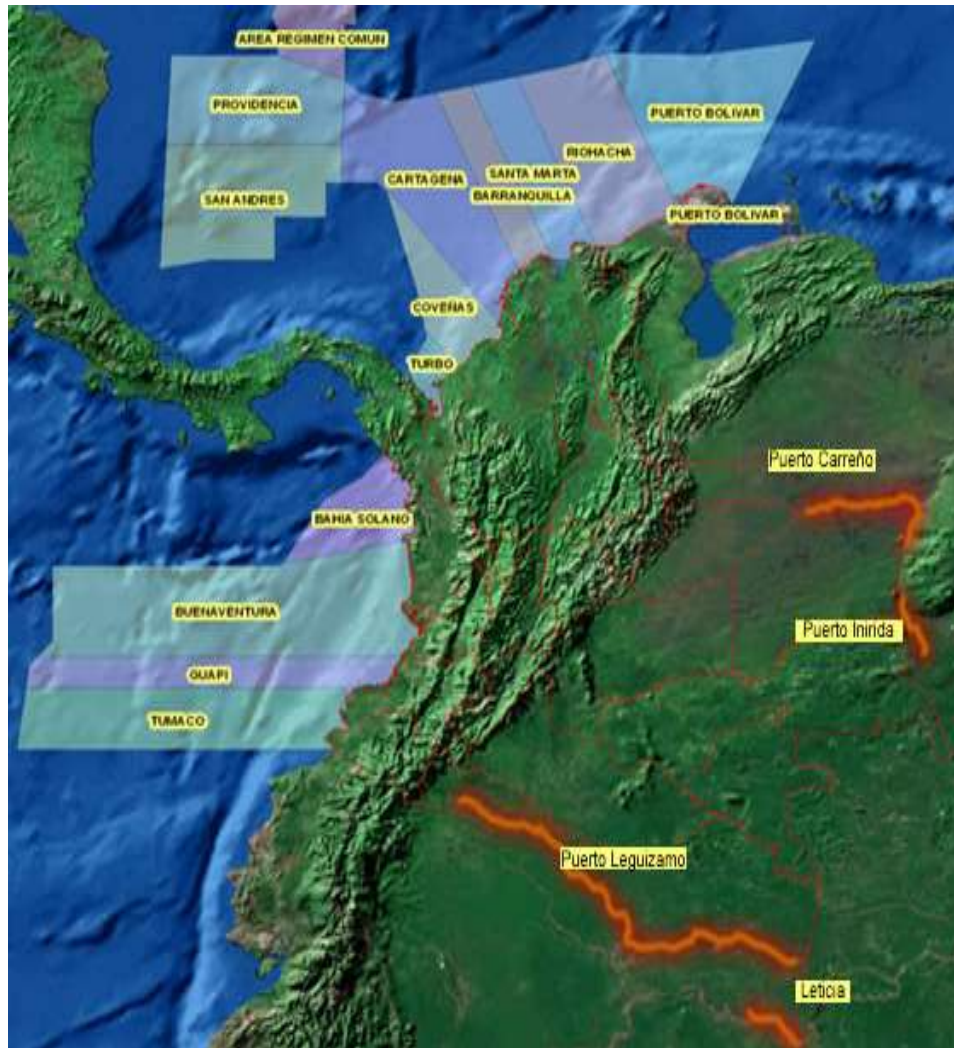 AREA REGIMEN COMUN
PROVIDENCIA
PUERTO BOLIVAR
RIOHACHA
SANTA MARTA
CARTAGENA
BARRANQUILLA
SAN ANDRES
PUERTO BOLIVAR
COVEÑAS
TURBO
Puerto Carreño
BAHIA SOLANO
BUENAVENTURA
Puerto Inirida
GUAPI
TUMACO
Puerto Leguizamo
Leticia